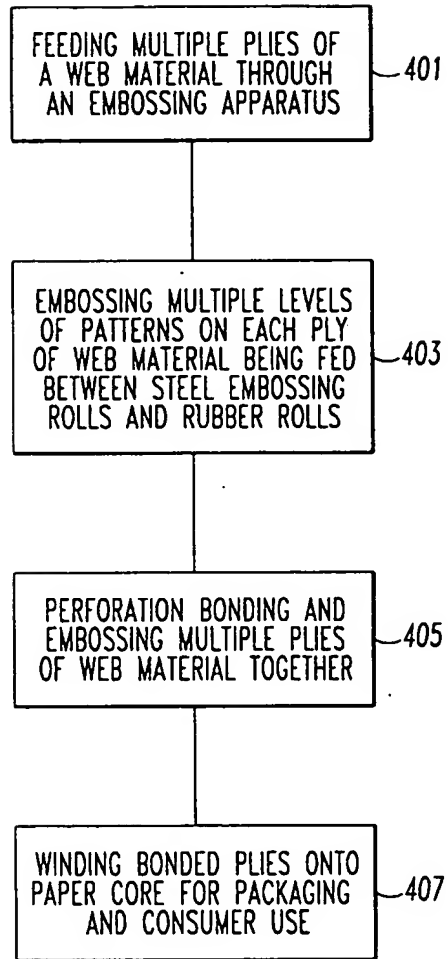 FEEDING MULTIPLE PLIES OF
A WEB MATERIAL THROUGH
AN EMBOSSING APPARATUS
401
EMBOSSING MULTIPLE LEVELS
OF PATTERNS ON EACH PLY
OF WEB MATERIAL BEING FED
BETWEEN STEEL EMBOSSING
ROLLS AND RUBBER ROLLS
403
PERFORATION BONDING AND
EMBOSSING MULTIPLE PLIES
OF WEB MATERIAL TOGETHER
405
WINDING BONDED PLIES ONTO
PAPER CORE FOR PACKAGING
AND CONSUMER USE
407